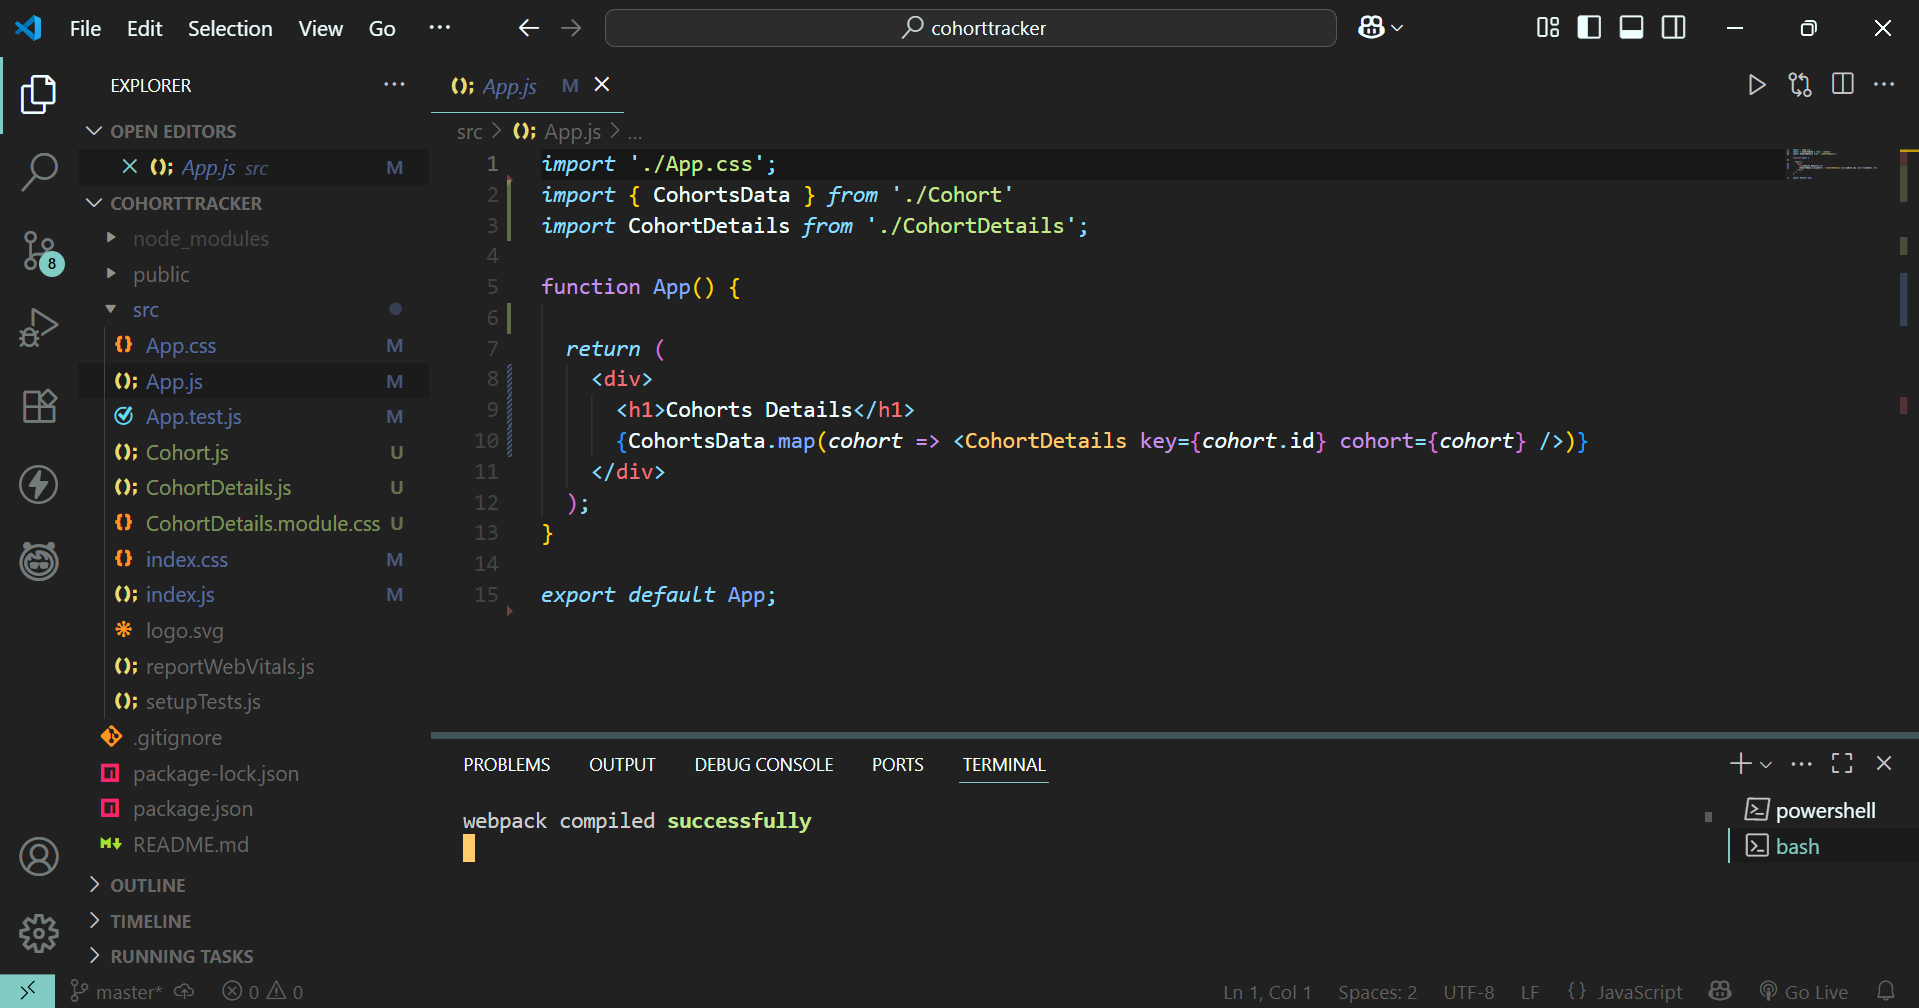 File Edit Selection View Go ··· cohorttracker
EXPLORER ···
OPEN EDITORS
App.js src M
COHORTTRACKER
node_modules
public
src
App.css M
App.js M
App.test.js M
Cohort.js U
CohortDetails.js U
CohortDetails.module.css U
index.css M
index.js M
logo.svg
reportWebVitals.js
setupTests.js
.gitignore
package-lock.json
package.json
README.md
OUTLINE
TIMELINE
RUNNING TASKS
8
App.js M
src > App.js > ...
1 import './App.css';
2 import { CohortsData } from './Cohort'
3 import CohortDetails from './CohortDetails';
4
5 function App() {
6
7 return (
8 <div>
9 <h1>Cohorts Details</h1>
10 {CohortsData.map(cohort => <CohortDetails key={cohort.id} cohort={cohort} />)}
11 </div>
12 );
13 }
14
15 export default App;
PROBLEMS OUTPUT DEBUG CONSOLE PORTS TERMINAL
webpack compiled successfully
powershell
bash
master* 0 0 Ln 1, Col 1 Spaces: 2 UTF-8 LF {} JavaScript Go Live